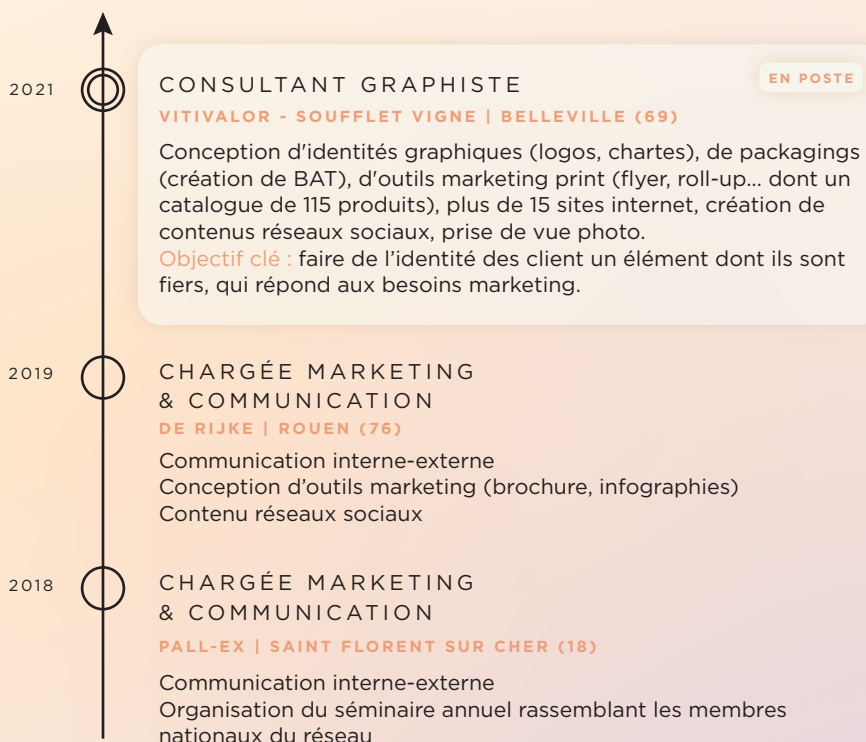 2021
CONSULTANT GRAPHISTE
EN POSTE
VITIVALOR - SOUFFLET VIGNE | BELLEVILLE (69)
Conception d'identités graphiques (logos, chartes), de packagings
(création de BAT), d'outils marketing print (flyer, roll-up... dont un
catalogue de 115 produits), plus de 15 sites internet, création de
contenus réseaux sociaux, prise de vue photo.
Objectif clé : faire de l’identité des client un élément dont ils sont
fiers, qui répond aux besoins marketing.
2019
CHARGÉE MARKETING
& COMMUNICATION
DE RIJKE | ROUEN (76)
Communication interne-externe
Conception d’outils marketing (brochure, infographies)
Contenu réseaux sociaux
2018
CHARGÉE MARKETING
& COMMUNICATION
PALL-EX | SAINT FLORENT SUR CHER (18)
Communication interne-externe
Organisation du séminaire annuel rassemblant les membres
nationaux du réseau